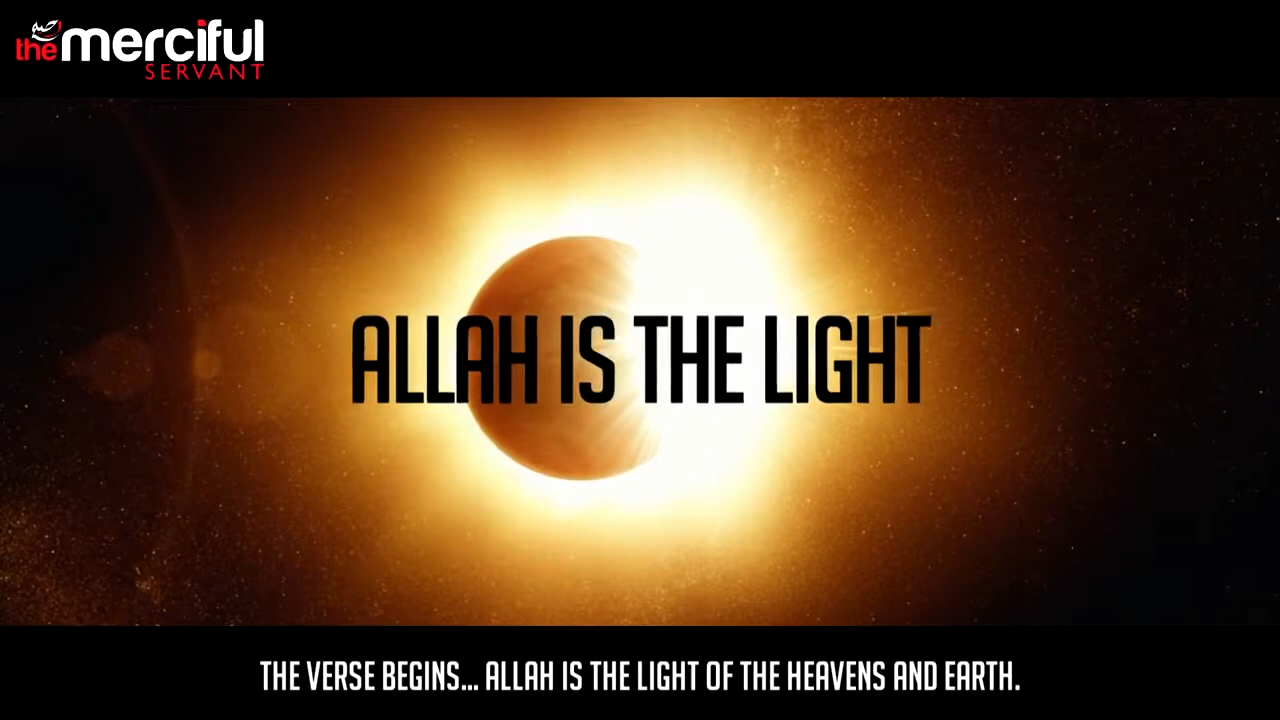 the merciful
SERVANT
ALLAH IS THE LIGHT
THE VERSE BEGINS... ALLAH IS THE LIGHT OF THE HEAVENS AND EARTH.